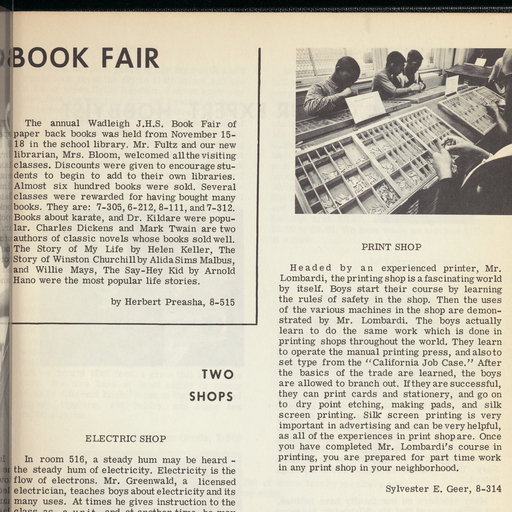 BOOK FAIR
The annual Wadleigh J.H.S. Book Fair of
paper back books was held from November 15-
18 in the school library. Mr. Fultz and our new
librarian, Mrs. Bloom, welcomed all the visiting
classes. Discounts were given to encourage stu-
dents to begin to add to their own libraries.
Almost six hundred books were sold. Several
classes were rewarded for having bought many
books. They are: 7-305, 6-212, 8-111, and 7-312.
Books about karate, and Dr. Kildare were popu-
lar. Charles Dickens and Mark Twain are two
authors of classic novels whose books sold well.
The Story of My Life by Helen Keller, The
Story of Winston Churchill by Alida Sims Malbus,
and Willie Mays, The Say-Hey Kid by Arnold
Hano were the most popular life stories.
by Herbert Preasha, 8-515
TWO
SHOPS
ELECTRIC SHOP
In room 516, a steady hum may be heard -
the steady hum of electricity. Electricity is the
flow of electrons. Mr. Greenwald, a licensed
electrician, teaches boys about electricity and its
many uses. At times he gives instruction to the
class as a unit, and at another time he may
PRINT SHOP
Headed by an experienced printer, Mr.
Lombardi, the printing shop is a fascinating world
by itself. Boys start their course by learning
the rules of safety in the shop. Then the uses
of the various machines in the shop are demon-
strated by Mr. Lombardi. The boys actually
learn to do the same work which is done in
printing shops throughout the world. They learn
to operate the manual printing press, and also to
set type from the "California Job Case." After
the basics of the trade are learned, the boys
are allowed to branch out. If they are successful,
they can print cards and stationery, and go on
to dry point etching, making pads, and silk
screen printing. Silk screen printing is very
important in advertising and can be very helpful,
as all of the experiences in print shop are. Once
you have completed Mr. Lombardi's course in
printing, you are prepared for part time work
in any print shop in your neighborhood.
Sylvester E. Geer, 8-314